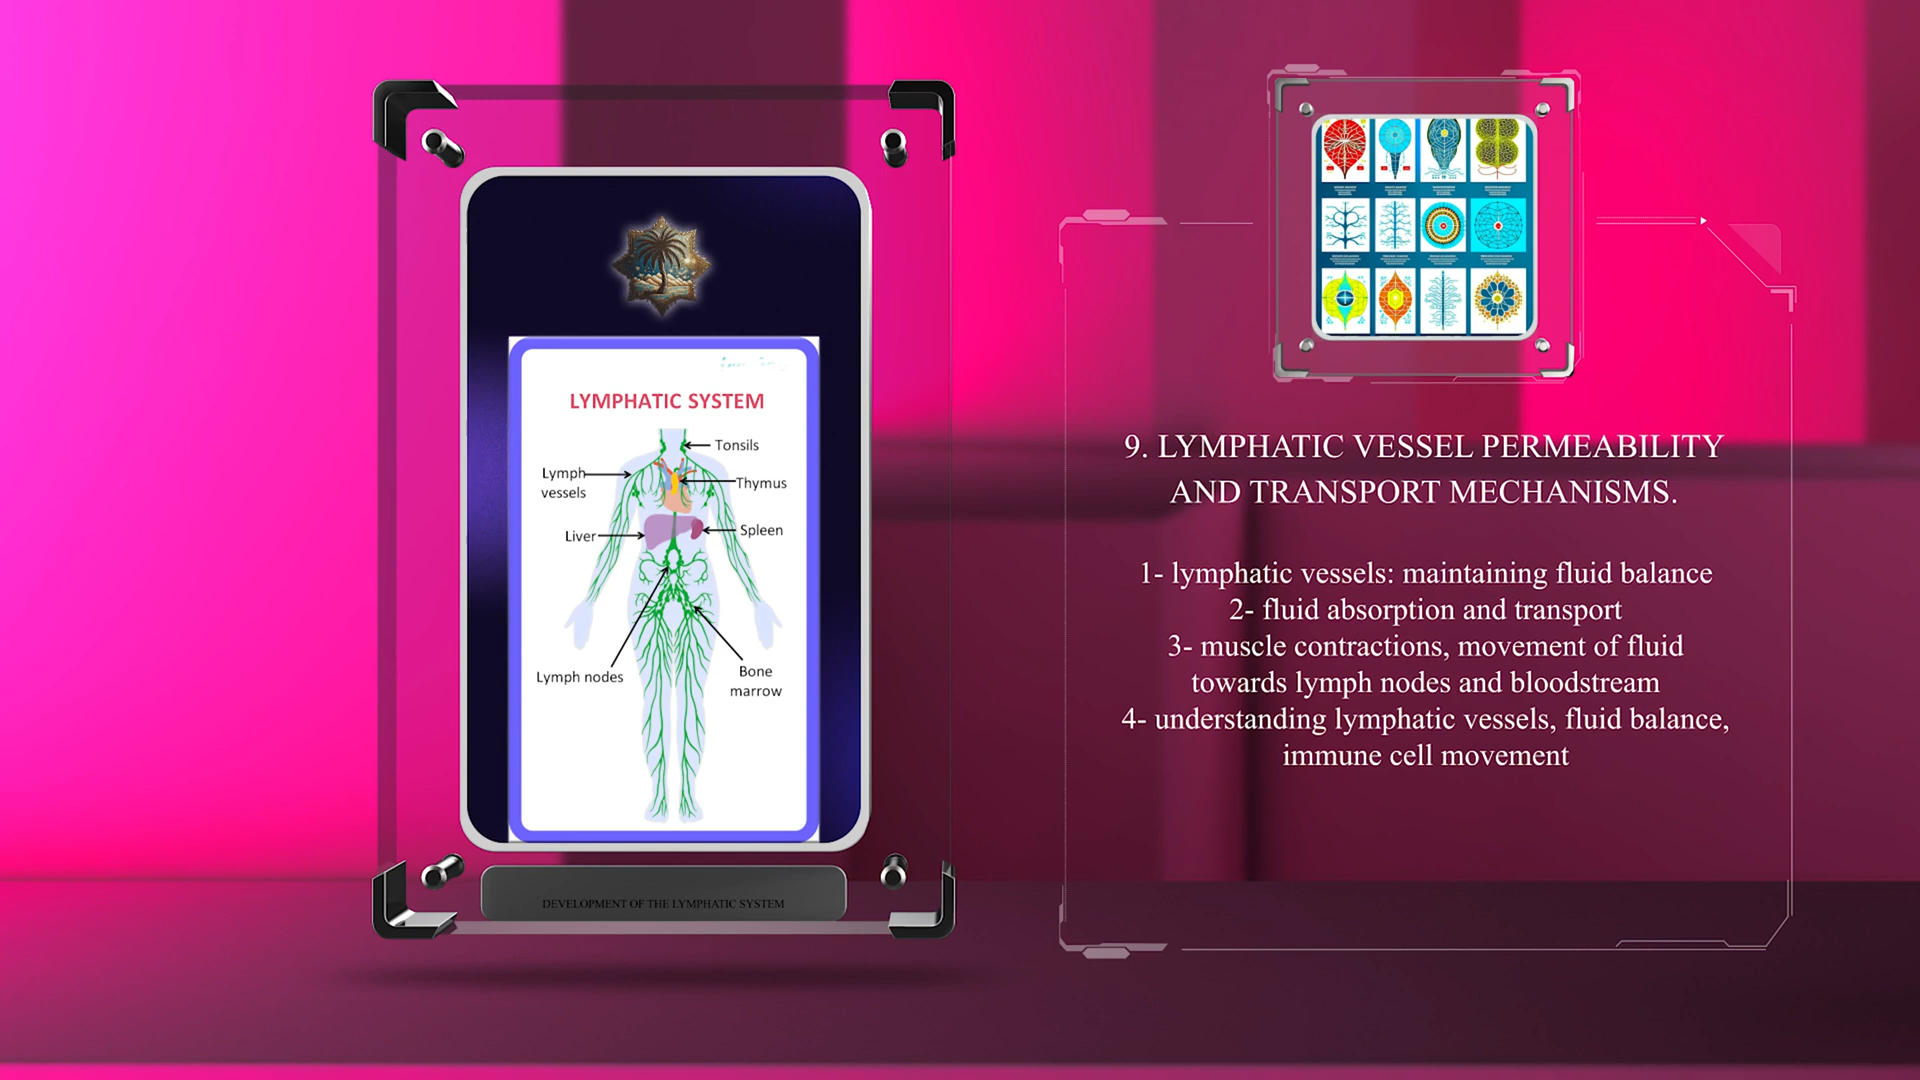 LYMPHATIC SYSTEM
Tonsils
Lymph
vessels
Thymus
Liver
Spleen
Lymph nodes
Bone
marrow
DEVELOPMENT OF THE LYMPHATIC SYSTEM
9. LYMPHATIC VESSEL PERMEABILITY
AND TRANSPORT MECHANISMS.
1- lymphatic vessels: maintaining fluid balance
2- fluid absorption and transport
3- muscle contractions, movement of fluid
towards lymph nodes and bloodstream
4- understanding lymphatic vessels, fluid balance,
immune cell movement